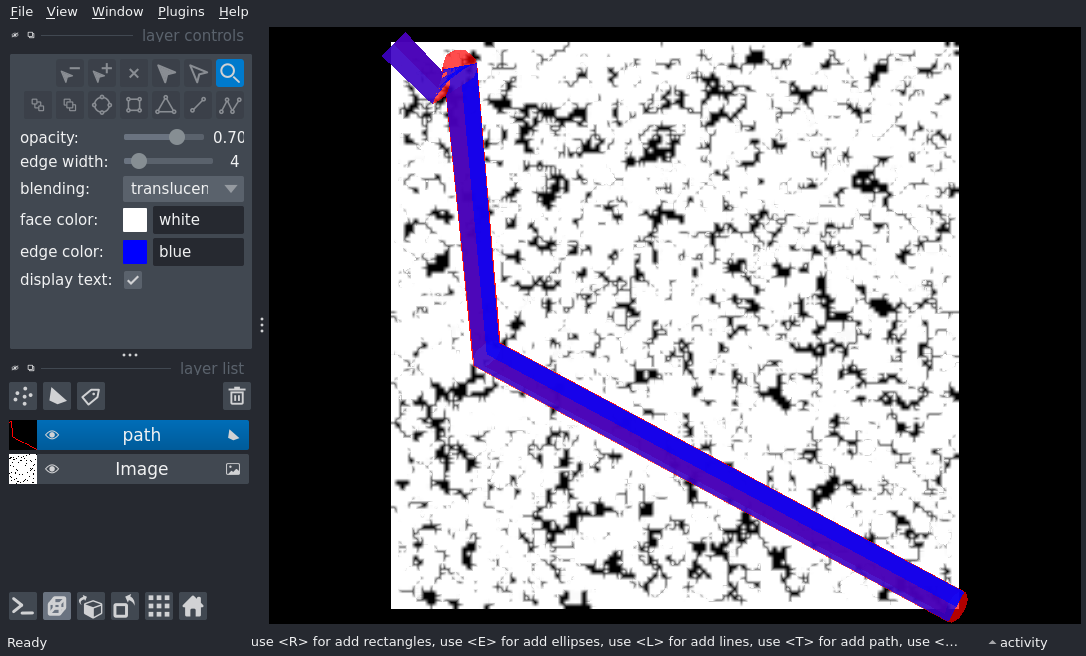 File View Window Plugins Help
layer controls
opacity: 0.70
edge width: 4
blending: translucen
face color: white
edge color: blue
display text:
layer list
path
Image
Ready
use <R> for add rectangles, use <E> for add ellipses, use <L> for add lines, use <T> for add path, use <...
activity